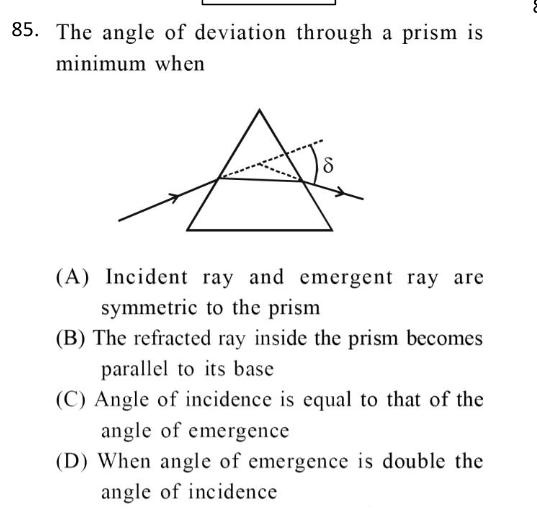 85. The angle of deviation through a prism is
minimum when
δ
(A) Incident ray and emergent ray are
symmetric to the prism
(B) The refracted ray inside the prism becomes
parallel to its base
(C) Angle of incidence is equal to that of the
angle of emergence
(D) When angle of emergence is double the
angle of incidence